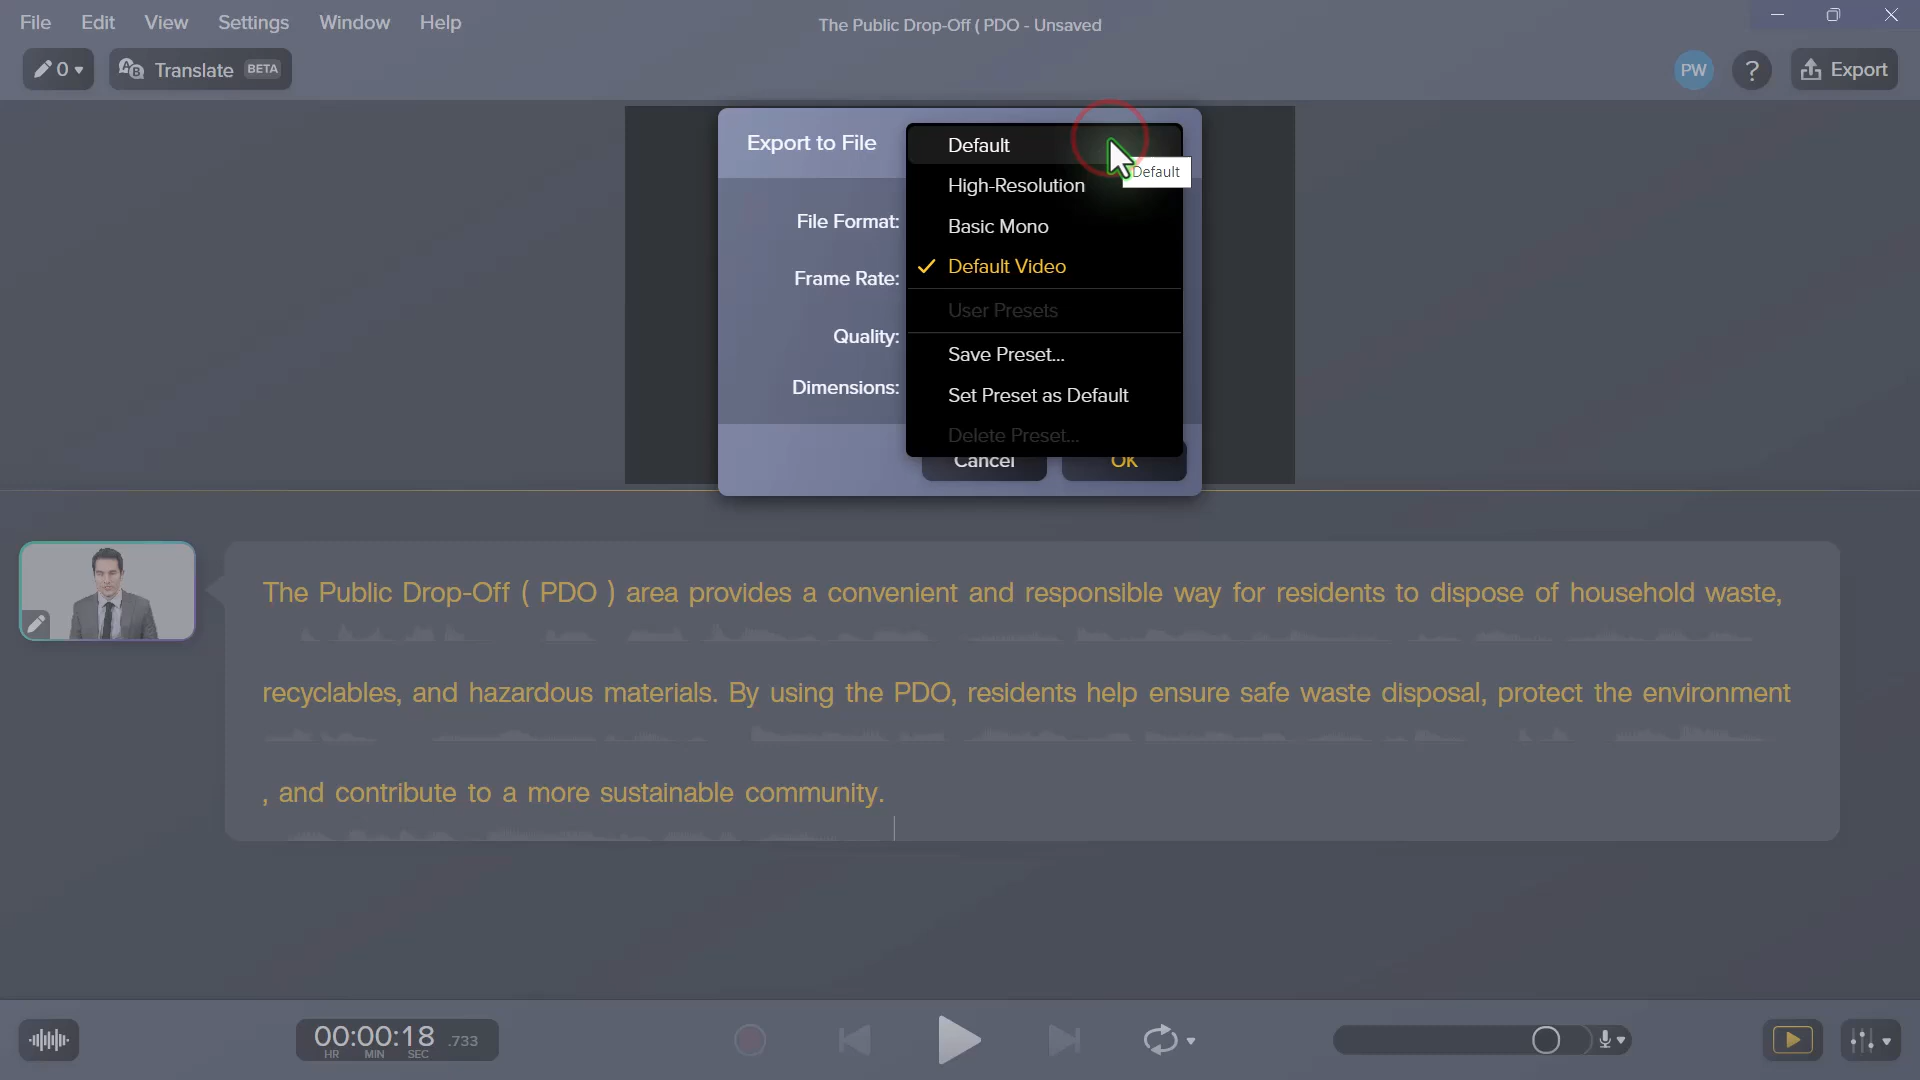 File Edit View Settings Window Help
The Public Drop-Off ( PDO - Unsaved
0
Translate BETA
PW
?
Export
Export to File
Default
Default
High-Resolution
File Format:
Basic Mono
Default Video
Frame Rate:
User Presets
Quality:
Save Preset...
Dimensions:
Set Preset as Default
Delete Preset...
Cancel
OK
The Public Drop-Off ( PDO ) area provides a convenient and responsible way for residents to dispose of household waste,
recyclables, and hazardous materials. By using the PDO, residents help ensure safe waste disposal, protect the environment
, and contribute to a more sustainable community.
00:00:18 .733
HR MIN SEC